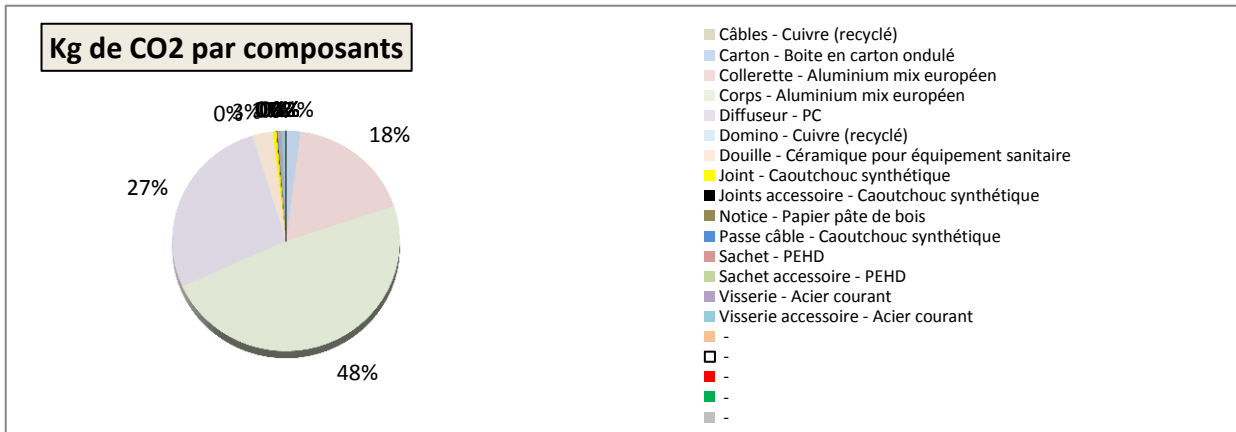 Kg de CO2 par composants
0%
3%
18%
27%
48%
Câbles - Cuivre (recyclé)
Carton - Boite en carton ondulé
Collerette - Aluminium mix européen
Corps - Aluminium mix européen
Diffuseur - PC
Domino - Cuivre (recyclé)
Douille - Céramique pour équipement sanitaire
Joint - Caoutchouc synthétique
Joints accessoire - Caoutchouc synthétique
Notice - Papier pâte de bois
Passe câble - Caoutchouc synthétique
Sachet - PEHD
Sachet accessoire - PEHD
Visserie - Acier courant
Visserie accessoire - Acier courant
-
-
-
-
-